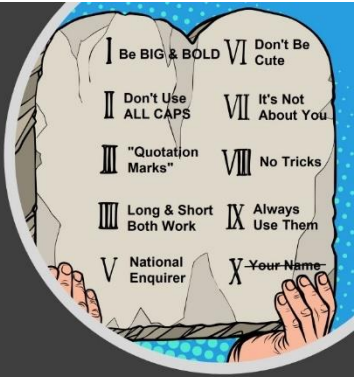 I Be BIG & BOLD
II Don't Use
ALL CAPS
III "Quotation
Marks"
IIII Long & Short
Both Work
V National
Enquirer
VI Don't Be
Cute
VII It's Not
About You
VIII No Tricks
IX Always
Use Them
X Your Name